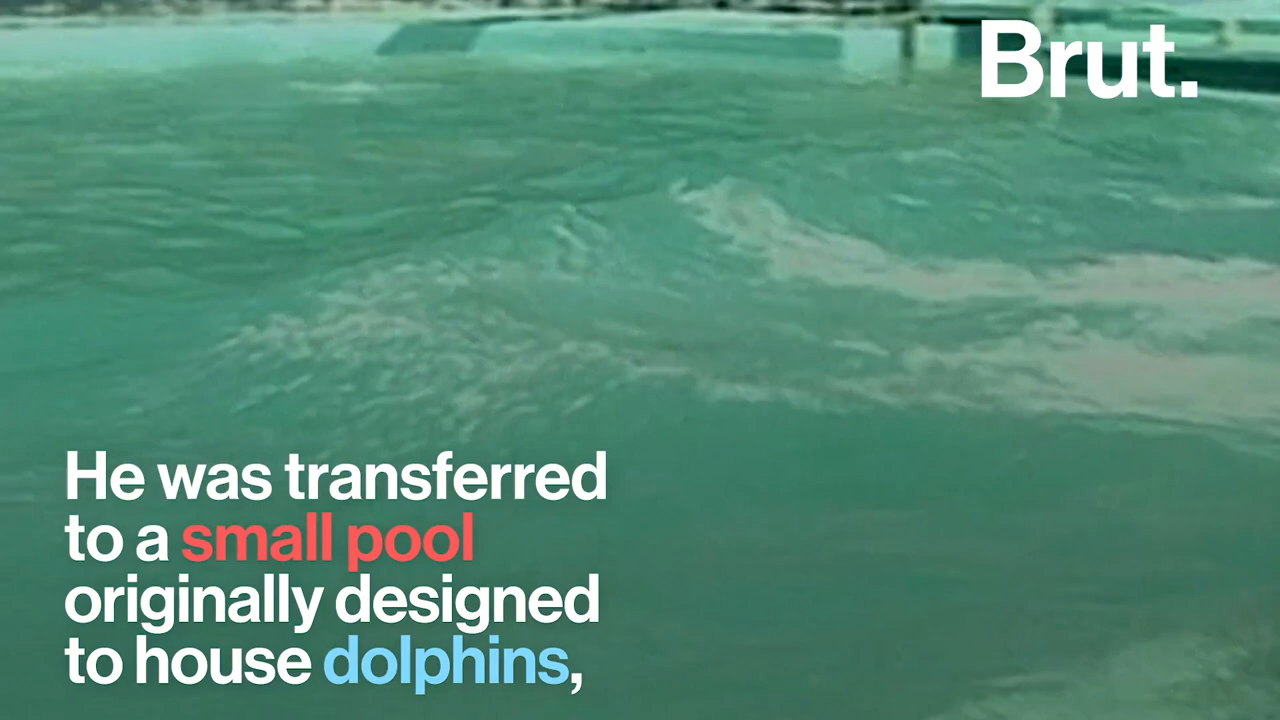 Brut.
He was transferred
to a small pool
originally designed
to house dolphins,